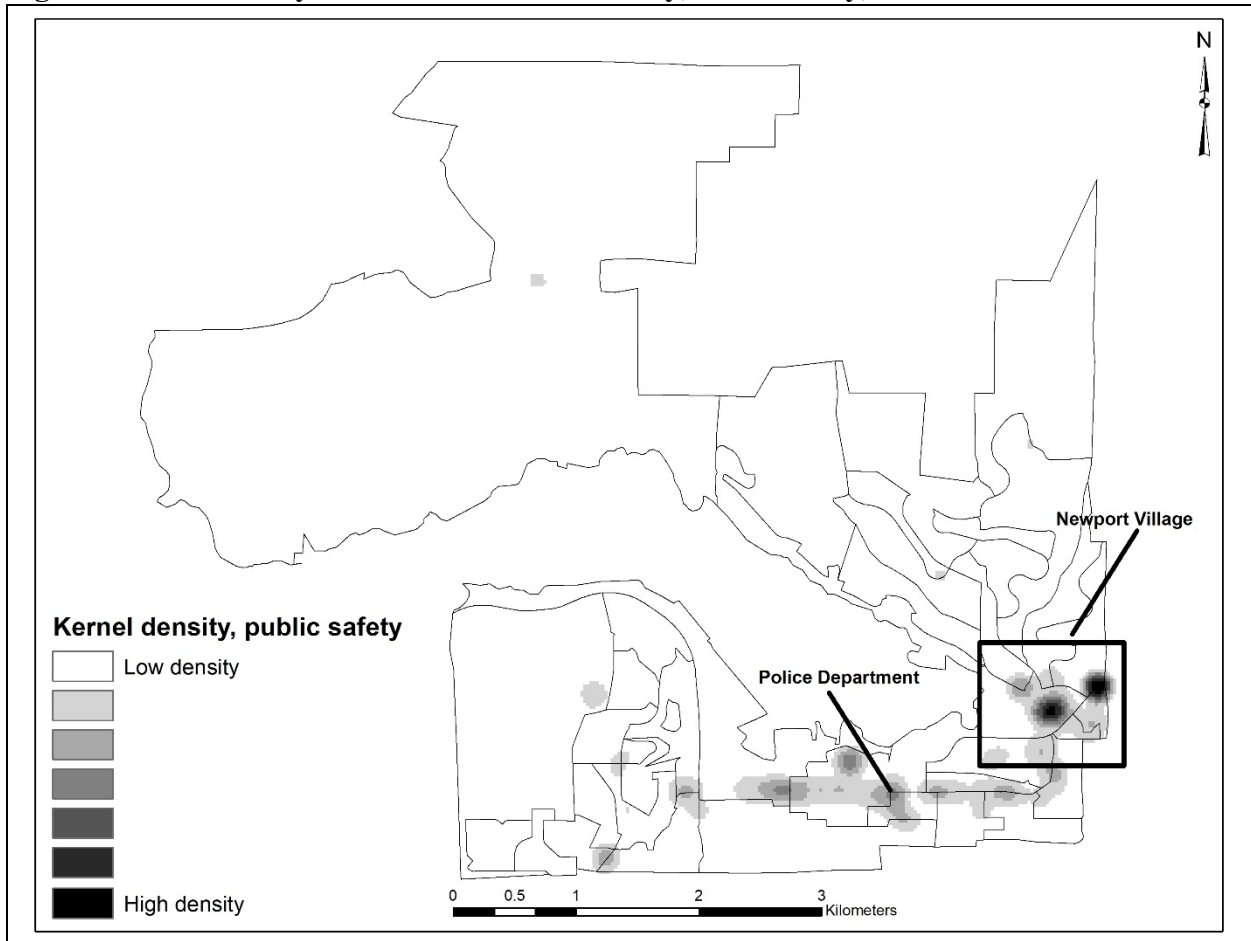 N
Newport Village
Kernel density, public safety
Low density
Police Department
High density
0 0.5 1 2 3
Kilometers